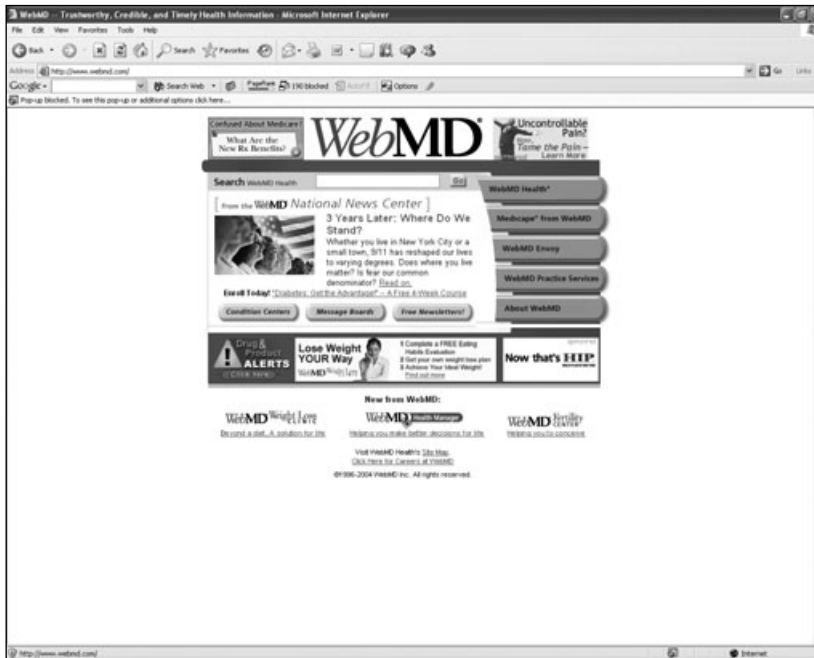 WebMD -- Trustworthy, Credible, and Timely Health Information - Microsoft Internet Explorer
File Edit View Favorites Tools Help
Back Search Favorites
Address http://www.webmd.com/ Go Links
Google Search Web PageRank 190 blocked AutoFill Options
Pop-up blocked. To see this pop-up or additional options click here...
Confused About Medicare?
What Are the
New Rx Benefits?
WebMD
Uncontrollable
Pain?
Tame the Pain –
Learn More
Search WebMD Health Go
[ from the WebMD National News Center ]
3 Years Later: Where Do We
Stand?
Whether you live in New York City or a
small town, 9/11 has reshaped our lives
to varying degrees. Does where you live
matter? Is fear our common
denominator? Read on.
Enroll Today! "Diabetes: Get the Advantage!" – A Free 4-Week Course
Condition Centers Message Boards Free Newsletters!
WebMD Health®
Medscape® from WebMD
WebMD Envoy
WebMD Practice Services
About WebMD
Drug &
Product
ALERTS
Click here
Lose Weight
YOUR Way
WebMD Weight Loss
1 Complete a FREE Eating
Habits Evaluation
2 Get your own weight loss plan
3 Achieve Your Ideal Weight!
Find out more
sponsored
Now that's HIP
New from WebMD:
WebMD Weight Loss CLINIC
Beyond a diet. A solution for life
WebMD Health Manager
Helping you make better decisions for life
WebMD Fertility CENTER
Helping you to conceive
Visit WebMD Health's Site Map.
Click Here for Careers at WebMD
©1996-2004 WebMD Inc. All rights reserved.
http://www.webmd.com/ Internet